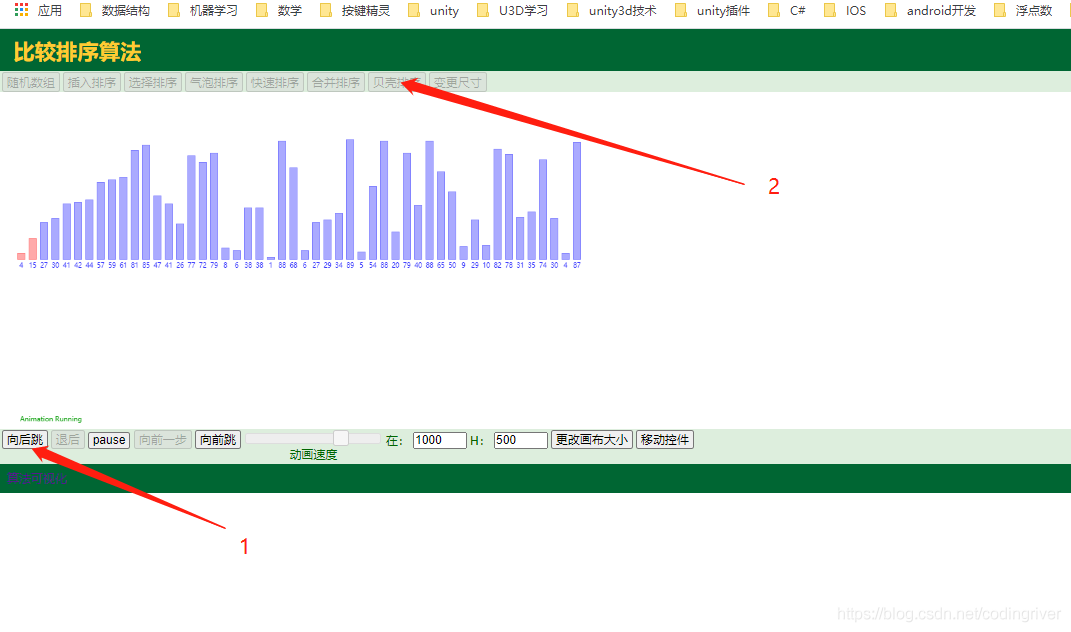 应用 数据结构 机器学习 数学 按键精灵 unity U3D学习 unity3d技术 unity插件 C# IOS android开发 浮点数
比较排序算法
随机数组 插入排序 选择排序 气泡排序 快速排序 合并排序 贝壳排序 变更尺寸
2
4 15 27 30 41 42 44 57 59 61 81 85 47 41 26 77 72 79 8 6 38 38 1 88 68 6 27 29 34 89 5 54 88 20 79 40 88 65 50 9 29 10 82 78 31 35 74 30 4 87
Animation Running
向后跳 退后 pause 向前一步 向前跳 在: 1000 H: 500 更改画布大小 移动控件
动画速度
1
https://blog.csdn.net/codingriver